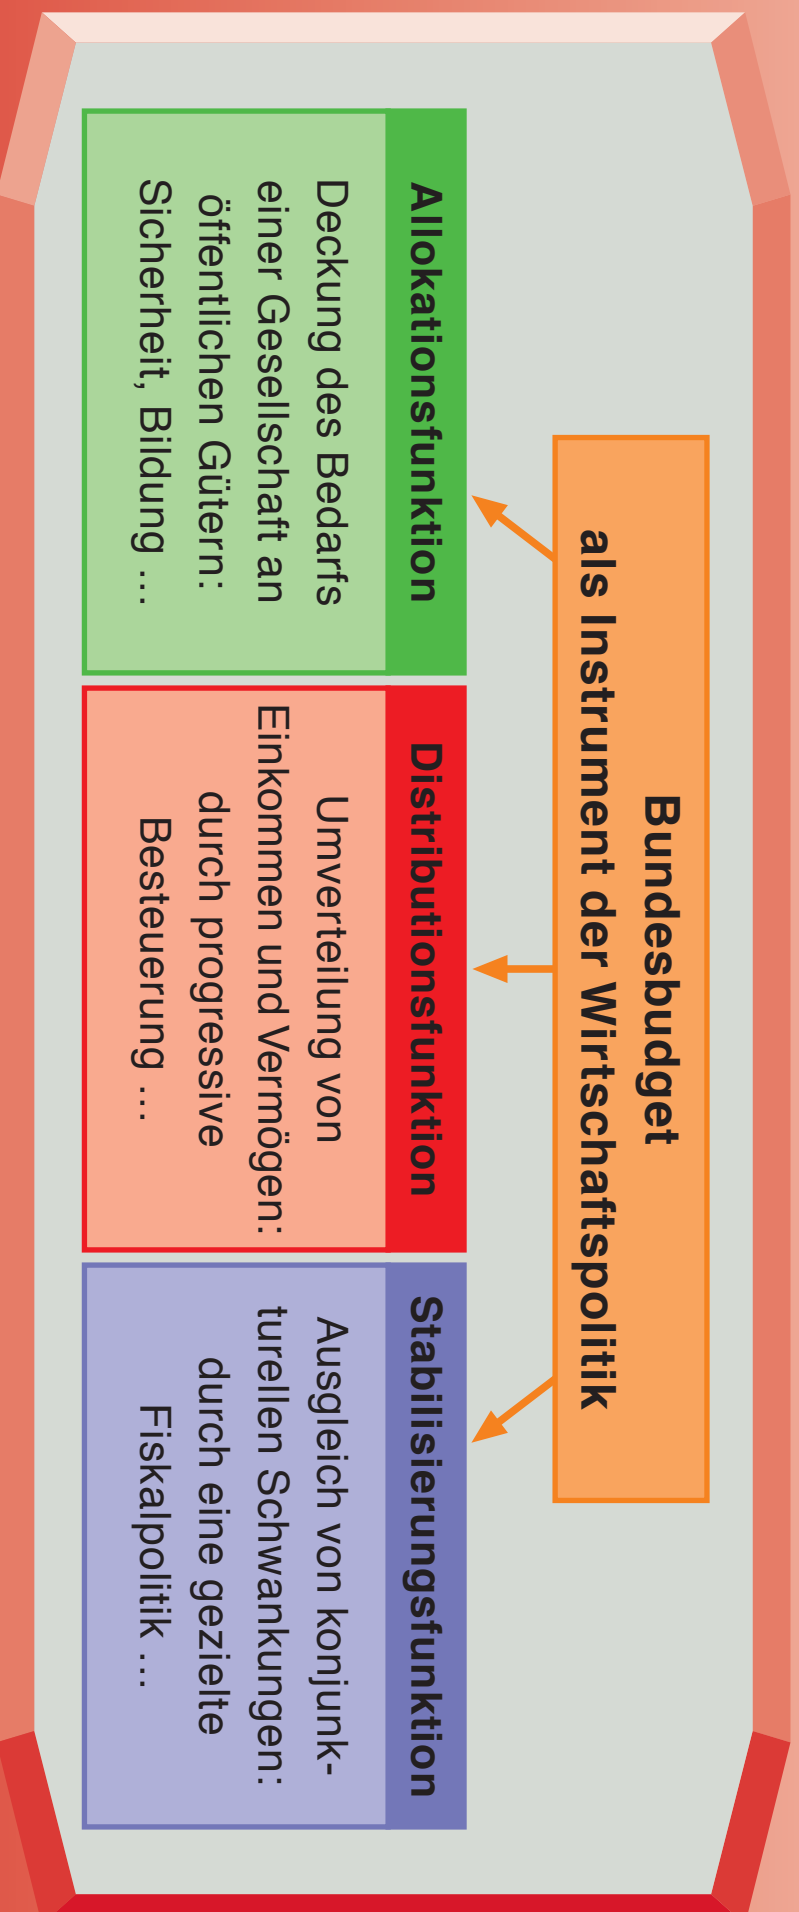 Bundesbudget
als Instrument der Wirtschaftspolitik
Allokationsfunktion
Deckung des Bedarfs
einer Gesellschaft an
öffentlichen Gütern:
Sicherheit, Bildung ...
Distributionsfunktion
Umverteilung von
Einkommen und Vermögen:
durch progressive
Besteuerung ...
Stabilisierungsfunktion
Ausgleich von konjunk-
turellen Schwankungen:
durch eine gezielte
Fiskalpolitik ...